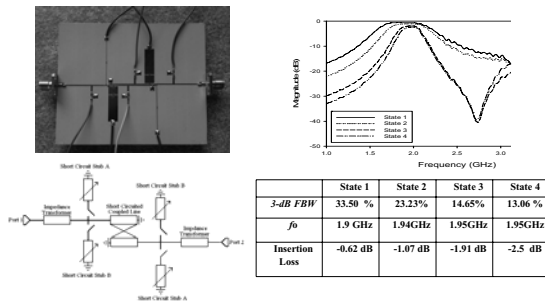 0
-10
-20
-30
-40
-50
Magnitude (dB)
State 1
State 2
State 3
State 4
1.0 1.5 2.0 2.5 3.0
Frequency (GHz)
Short Circuit Stub A
Short Circuit Stub B
Impedance Transformer
Short Circuited Coupled Line
Port 1
Impedance Transformer
Port 2
Short Circuit Stub B
Short Circuit Stub A
State 1 State 2 State 3 State 4
3-dB FBW 33.50 % 23.23% 14.65% 13.06 %
fo 1.9 GHz 1.94GHz 1.95GHz 1.95GHz
Insertion Loss -0.62 dB -1.07 dB -1.91 dB -2.5 dB